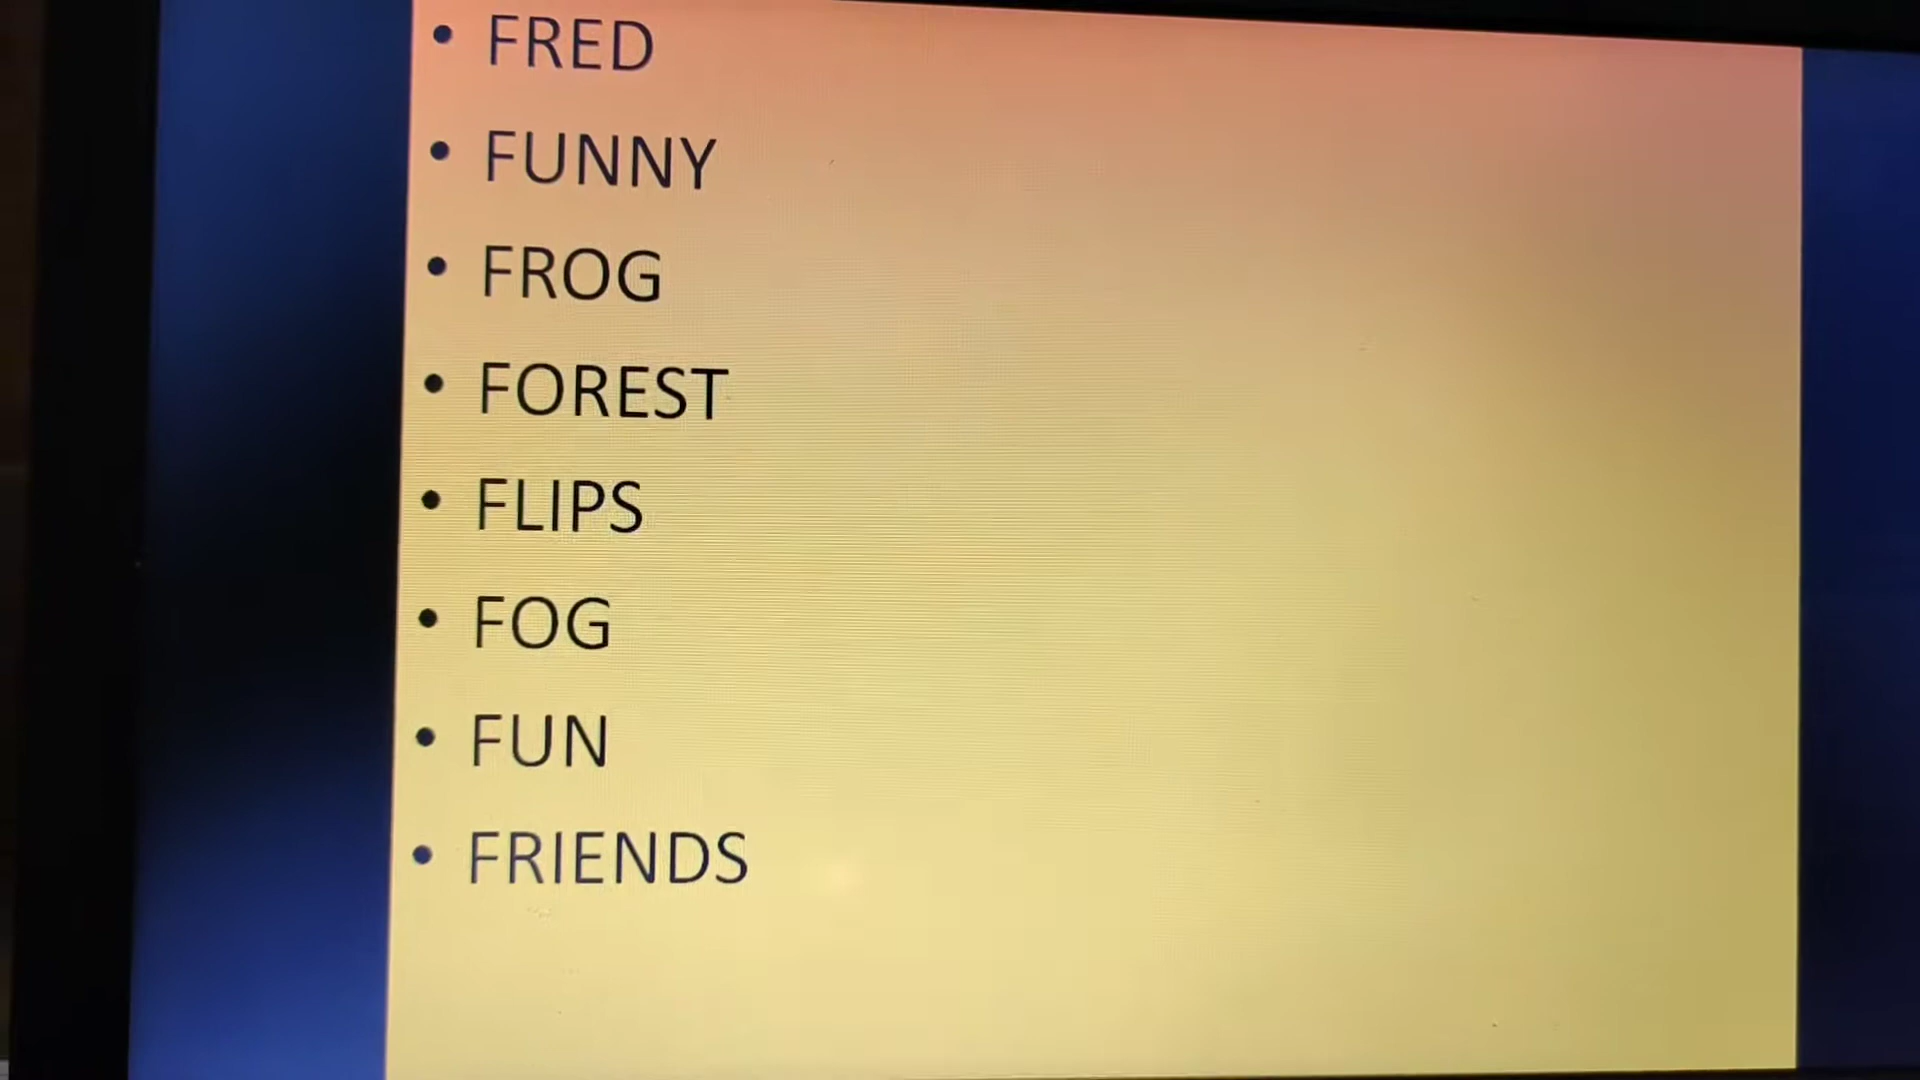 • FRED
• FUNNY
• FROG
• FOREST
• FLIPS
• FOG
• FUN
• FRIENDS